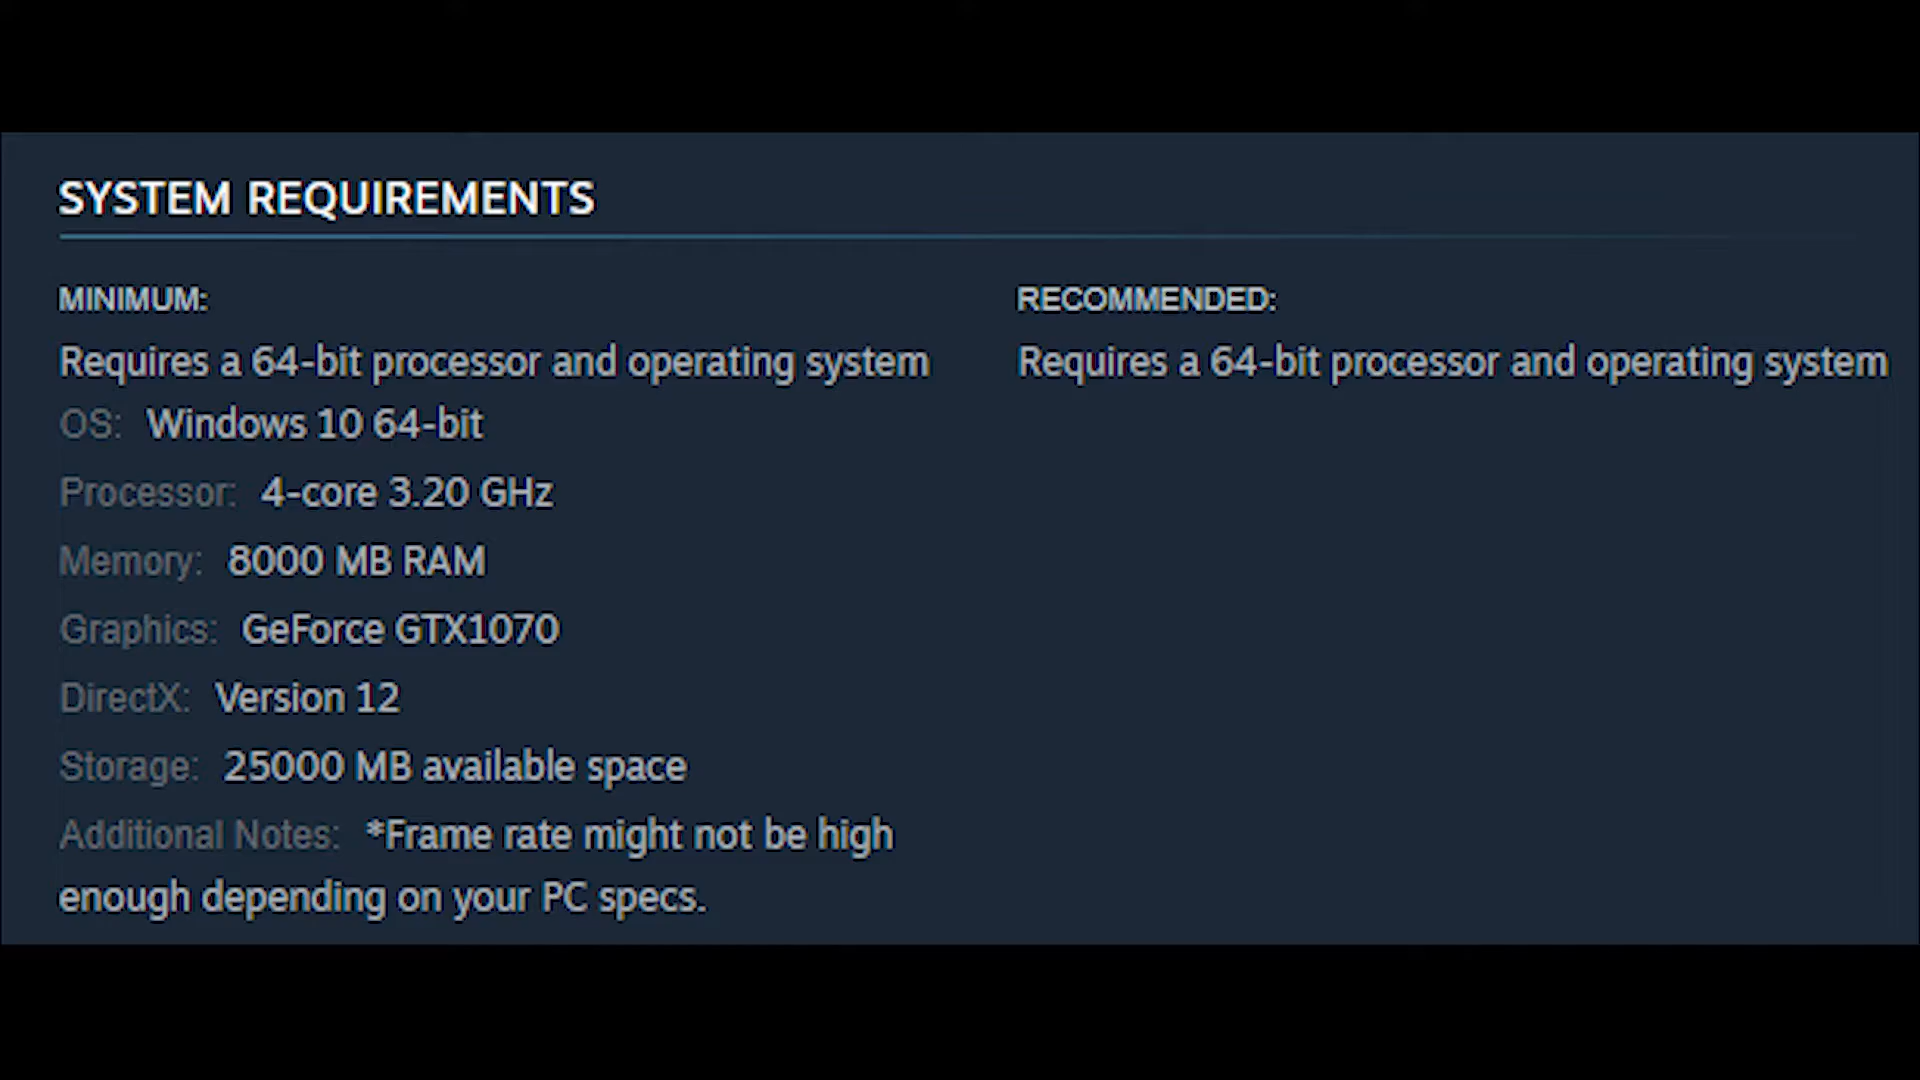 SYSTEM REQUIREMENTS
MINIMUM:
Requires a 64-bit processor and operating system
OS: Windows 10 64-bit
Processor: 4-core 3.20 GHz
Memory: 8000 MB RAM
Graphics: GeForce GTX1070
DirectX: Version 12
Storage: 25000 MB available space
Additional Notes: *Frame rate might not be high
enough depending on your PC specs.
RECOMMENDED:
Requires a 64-bit processor and operating system